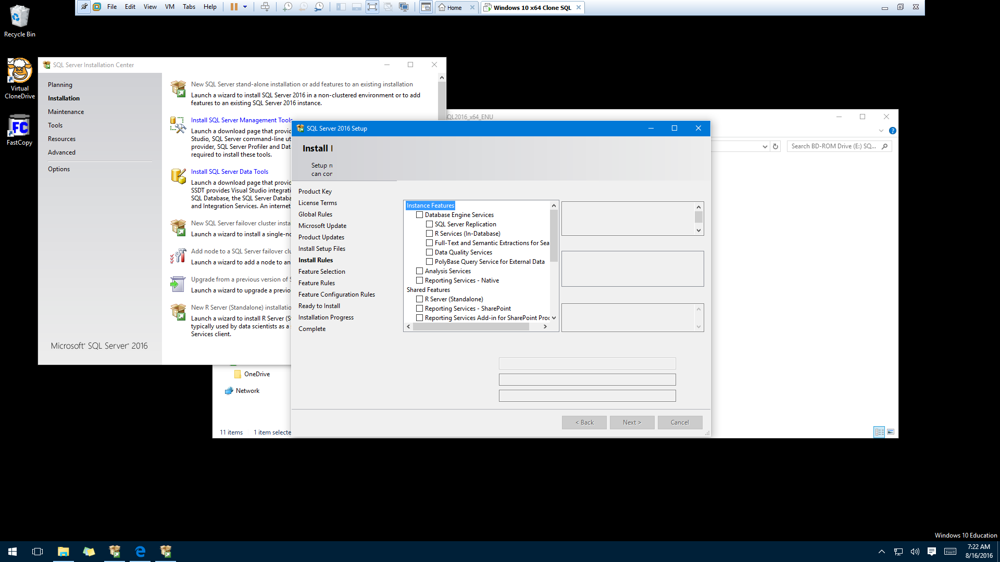 File Edit View VM Tabs Help
Home
Windows 10 x64 Clone SQL
Recycle Bin
Virtual
CloneDrive
FC
FastCopy
SQL Server Installation Center
Planning
Installation
Maintenance
Tools
Resources
Advanced
Options
Microsoft® SQL Server® 2016
New SQL Server stand-alone installation or add features to an existing installation
Launch a wizard to install SQL Server 2016 in a non-clustered environment or to add
features to an existing SQL Server 2016 instance.
Install SQL Server Management Tools
Launch a download page that provid
Studio, SQL Server command-line ut
provider, SQL Server Profiler and Dat
required to install these tools.
Install SQL Server Data Tools
Launch a download page that provid
SSDT provides Visual Studio integrati
SQL Database, the SQL Server Databa
and Integration Services. An internet
New SQL Server failover cluster insta
Launch a wizard to install a single-no
Add node to a SQL Server failover clu
Launch a wizard to add a node to an
Upgrade from a previous version of S
Launch a wizard to upgrade a previo
New R Server (Standalone) installatio
Launch a wizard to install R Server (S
typically used by data scientists as a
Services client.
QL2016_x64_ENU
Search BD-ROM Drive (E:) SQ...
OneDrive
Network
11 items
1 item selecte
SQL Server 2016 Setup
Install
Setup ru
can con
Product Key
License Terms
Global Rules
Microsoft Update
Product Updates
Install Setup Files
Install Rules
Feature Selection
Feature Rules
Feature Configuration Rules
Ready to Install
Installation Progress
Complete
Instance Features
Database Engine Services
SQL Server Replication
R Services (In-Database)
Full-Text and Semantic Extractions for Sea
Data Quality Services
PolyBase Query Service for External Data
Analysis Services
Reporting Services - Native
Shared Features
R Server (Standalone)
Reporting Services - SharePoint
Reporting Services Add-in for SharePoint Proc
< Back
Next >
Cancel
Windows 10 Education
7:22 AM
8/16/2016